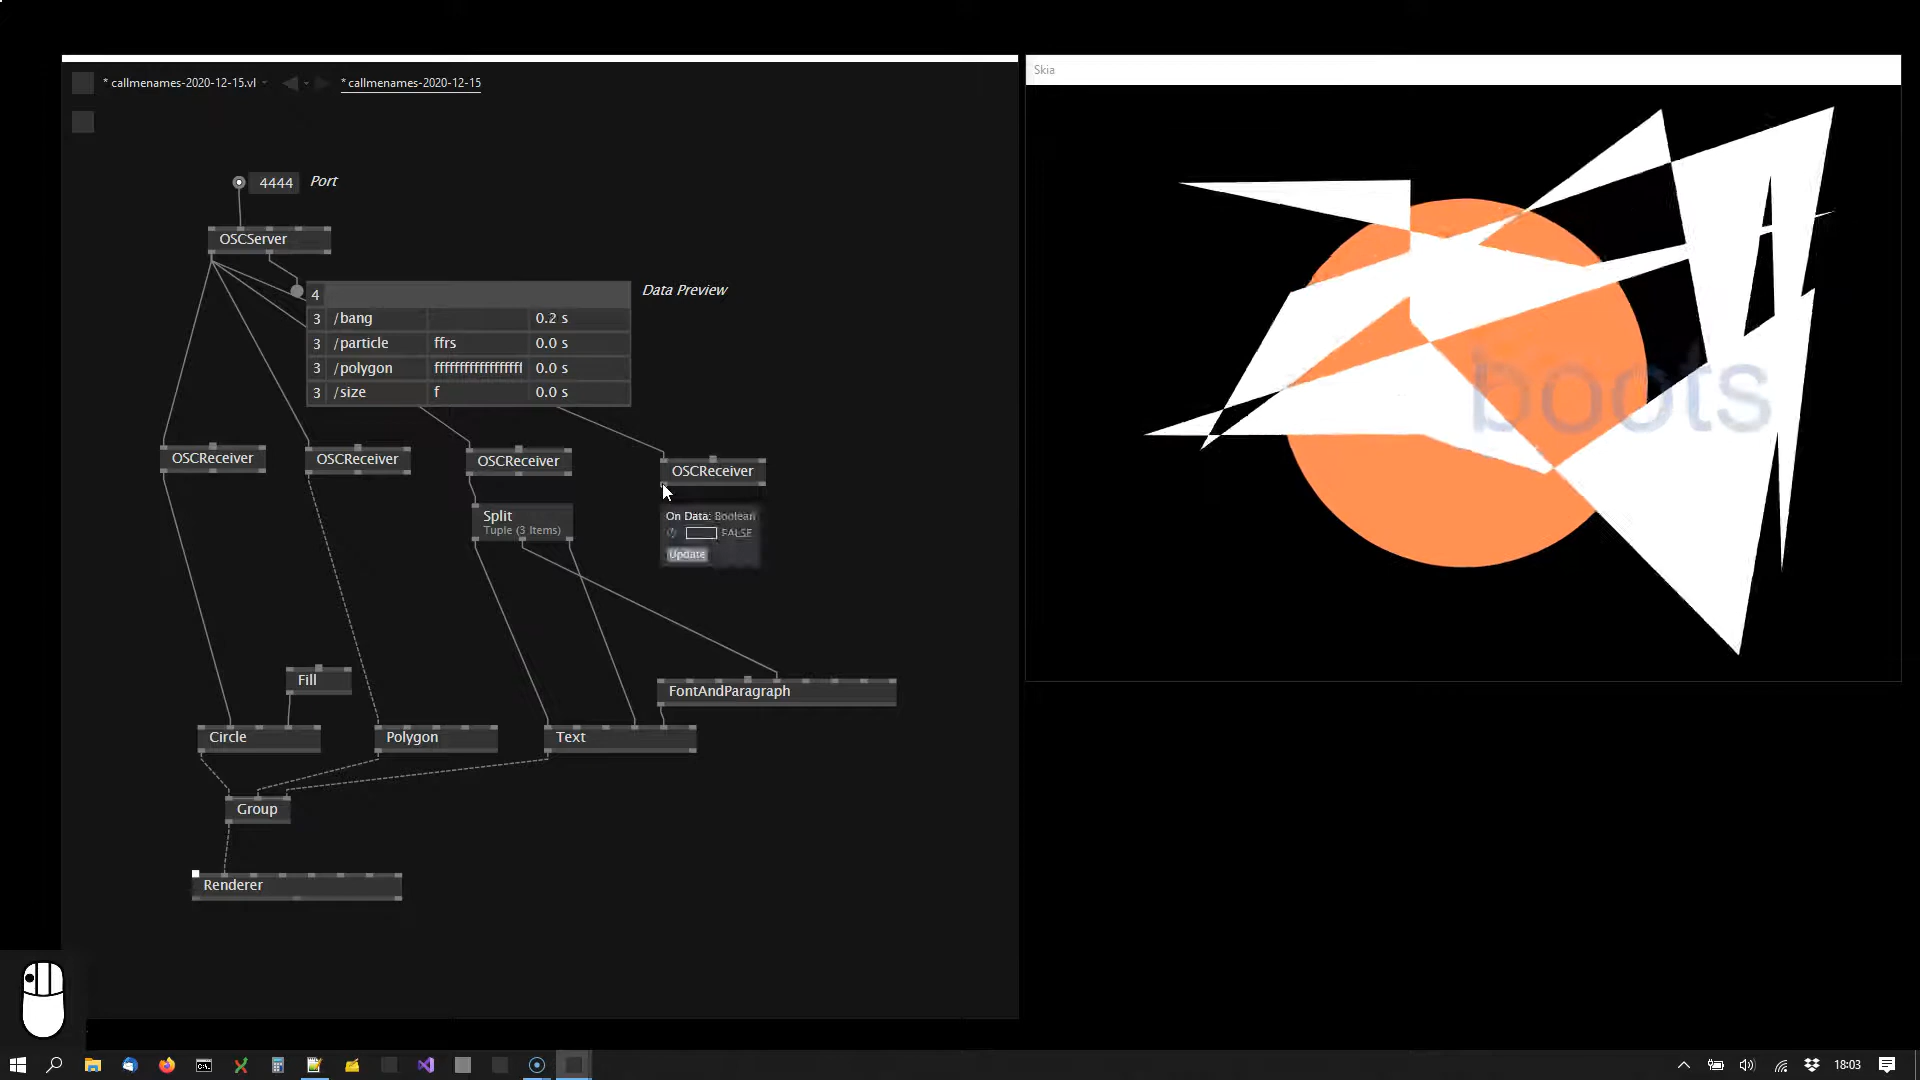 * callmenames-2020-12-15.vl
* callmenames-2020-12-15
Skia
4444
Port
OSCServer
4
Data Preview
3 /bang 0.2 s
3 /particle ffrs 0.0 s
3 /polygon ffffffffffffffffff 0.0 s
3 /size f 0.0 s
OSCReceiver
OSCReceiver
OSCReceiver
OSCReceiver
Split
Tuple (3 Items)
On Data: Boolean
FALSE
Update
boots
Fill
FontAndParagraph
Circle
Polygon
Text
Group
Renderer
18:03